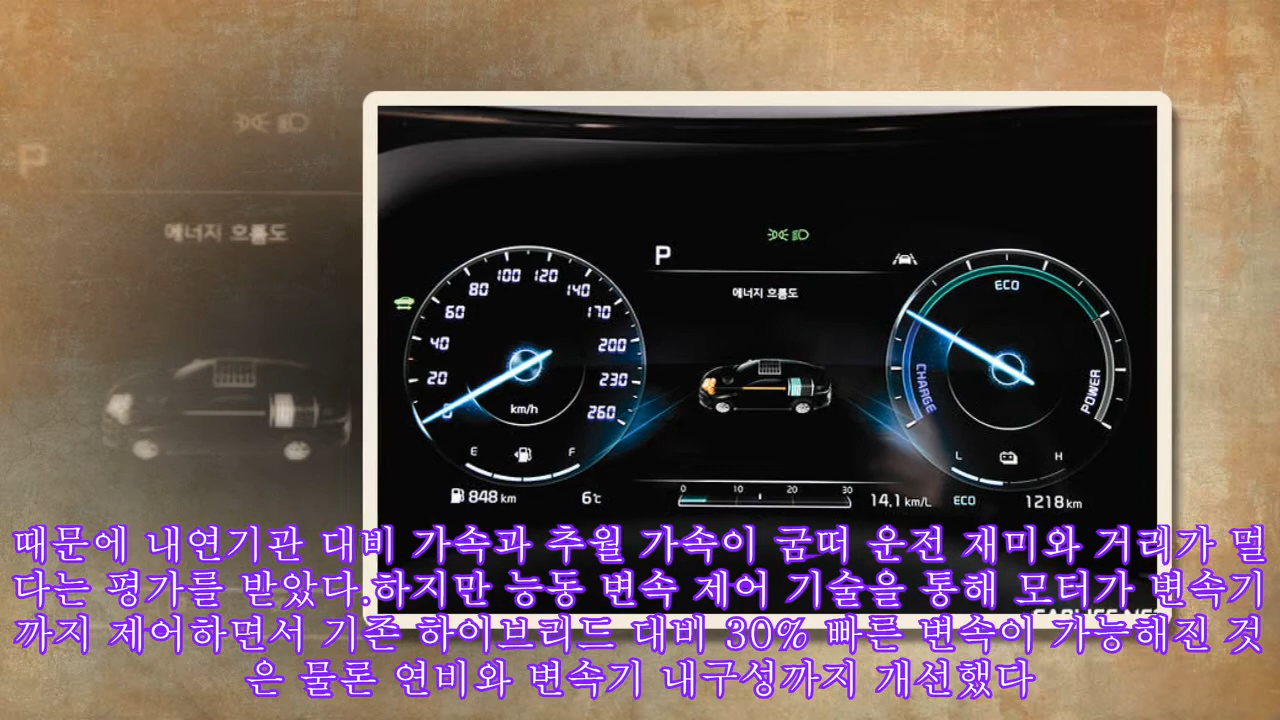 P
에너지 흐름도
P
에너지 흐름도
0
20
40
60
80
100
120
140
170
200
230
260
km/h
E
F
848 km
6℃
0 10 20 30
14.1 km/L
ECO
CHARGE
POWER
L
H
ECO
1218 km
때문에 내연기관 대비 가속과 추월 가속이 굼떠 운전 재미와 거리가 멀
다는 평가를 받았다.하지만 능동 변속 제어 기술을 통해 모터가 변속기
까지 제어하면서 기존 하이브리드 대비 30% 빠른 변속이 가능해진 것
은 물론 연비와 변속기 내구성까지 개선했다